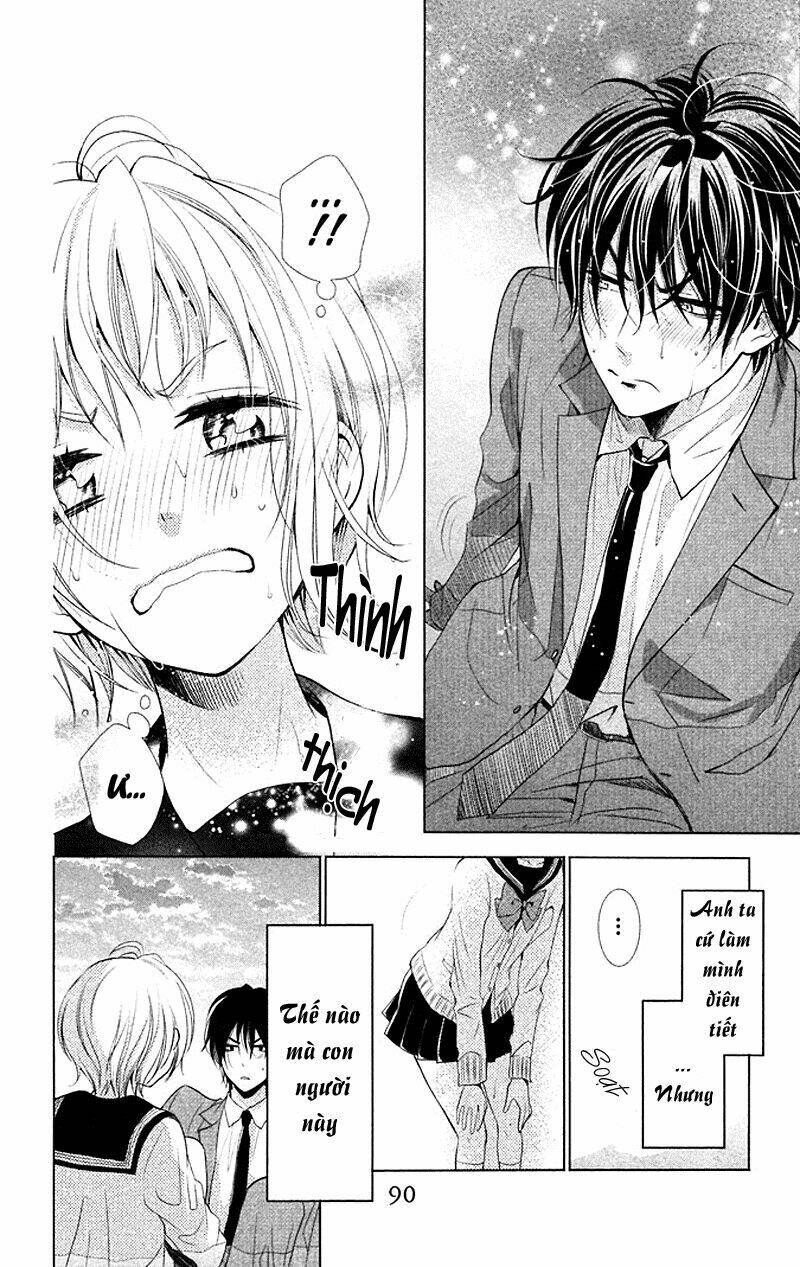 ...!!
Thình
thịch
Ư...
Anh ta
cứ làm
mình
điên
tiết
...
Nhưng
...
Soạt
Thế nào
mà con
người
này
90